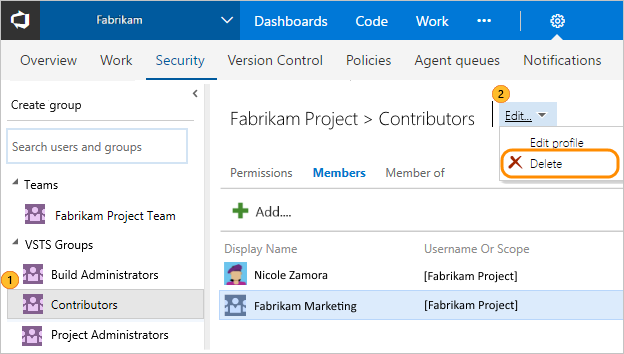 Fabrikam Dashboards Code Work ...
Overview Work Security Version Control Policies Agent queues Notifications
Create group
Search users and groups
Teams
Fabrikam Project Team
VSTS Groups
1
Build Administrators
Contributors
Project Administrators
2
Fabrikam Project > Contributors Edit...
Edit profile
Delete
Permissions Members Member of
Add....
Display Name Username Or Scope
Nicole Zamora [Fabrikam Project]
Fabrikam Marketing [Fabrikam Project]